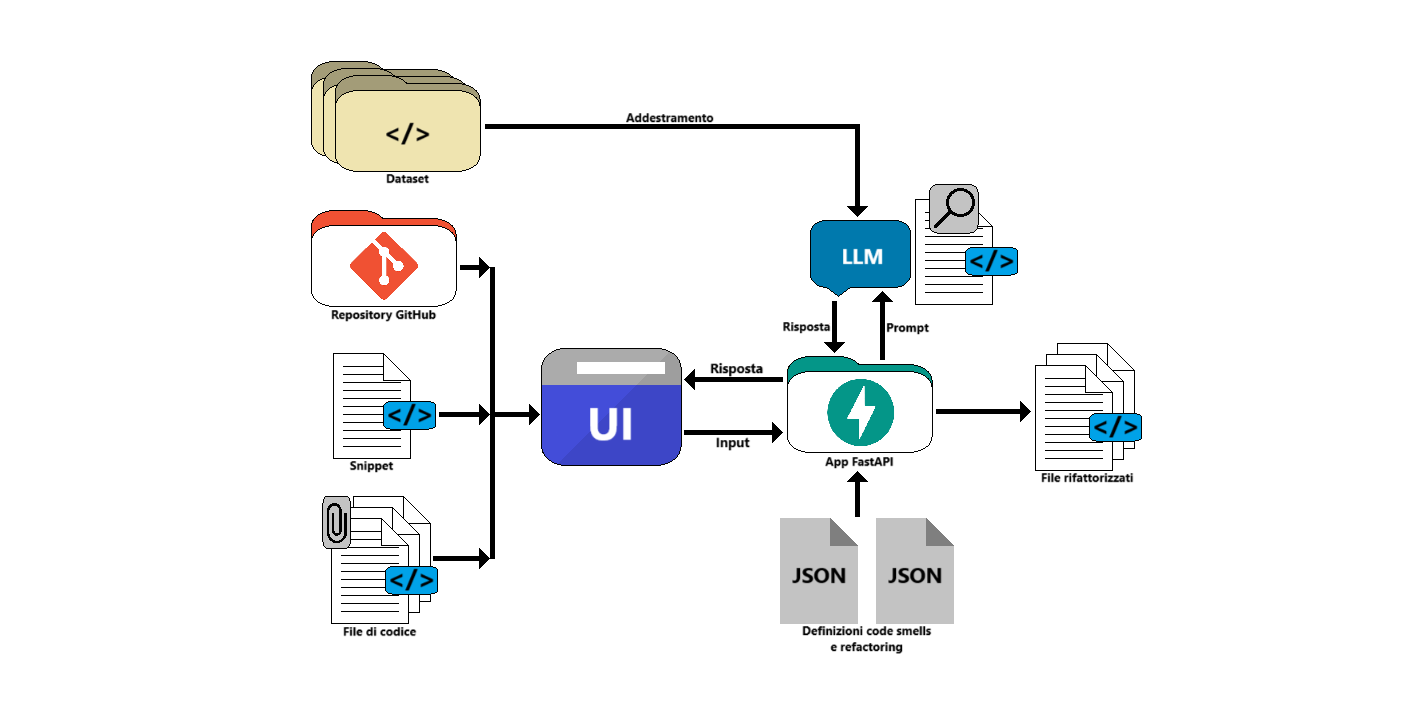 </>
Dataset
Addestramento
Repository GitHub
LLM
</>
Risposta
Prompt
</>
Snippet
UI
Risposta
Input
App FastAPI
</>
File rifattorizzati
</>
File di codice
JSON
JSON
Definizioni code smells
e refactoring